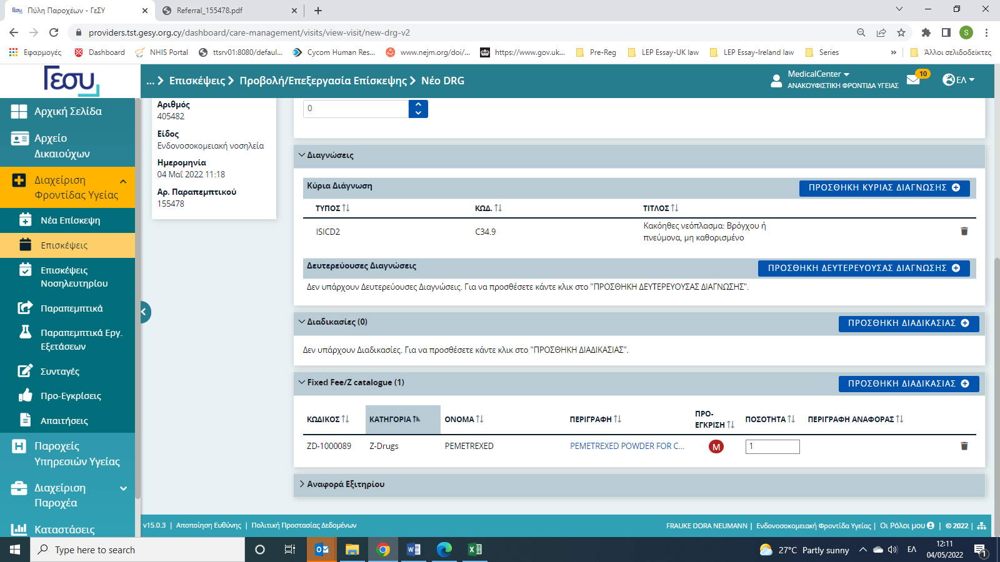 Πύλη Παροχέων - ΓεΣΥ
Referral_155478.pdf
providers.tst.gesy.org.cy/dashboard/care-management/visits/view-visit/new-drg-v2
S
Εφαρμογές
Dashboard
NHIS Portal
ttsrv01:8080/defaul...
Cycom Human Res...
www.nejm.org/doi/...
https://www.gov.uk...
Pre-Reg
LEP Essay-UK law
LEP Essay-Ireland law
Series
»
Άλλοι σελιδοδείκτες
Γεσυ
... > Επισκέψεις > Προβολή/Επεξεργασία Επίσκεψης > Νέο DRG
MedicalCenter
ΑΝΑΚΟΥΦΙΣΤΙΚΗ ΦΡΟΝΤΙΔΑ ΥΓΕΙΑΣ
10
ΕΛ
Αρχική Σελίδα
Αρχείο
Δικαιούχων
Διαχείριση
Φροντίδας Υγείας
Νέα Επίσκεψη
Επισκέψεις
Επισκέψεις
Νοσηλευτηρίου
Παραπεμπτικά
Παραπεμπτικά Εργ.
Εξετάσεων
Συνταγές
Προ-Εγκρίσεις
Απαιτήσεις
Παροχείς
Υπηρεσιών Υγείας
Διαχείριση
Παροχέα
Καταστάσεις
Αριθμός
405482
Είδος
Ενδονοσοκομειακή νοσηλεία
Ημερομηνία
04 Μαΐ 2022 11:18
Αρ. Παραπεμπτικού
155478
0
Διαγνώσεις
Κύρια Διάγνωση
ΠΡΟΣΘΗΚΗ ΚΥΡΙΑΣ ΔΙΑΓΝΩΣΗΣ
ΤΥΠΟΣ
ΚΩΔ.
ΤΙΤΛΟΣ
ISICD2
C34.9
Κακόηθες νεόπλασμα: Βρόγχου ή
πνεύμονα, μη καθορισμένο
Δευτερεύουσες Διαγνώσεις
ΠΡΟΣΘΗΚΗ ΔΕΥΤΕΡΕΥΟΥΣΑΣ ΔΙΑΓΝΩΣΗΣ
Δεν υπάρχουν Δευτερεύουσες Διαγνώσεις. Για να προσθέσετε κάντε κλικ στο "ΠΡΟΣΘΗΚΗ ΔΕΥΤΕΡΕΥΟΥΣΑΣ ΔΙΑΓΝΩΣΗΣ".
Διαδικασίες (0)
ΠΡΟΣΘΗΚΗ ΔΙΑΔΙΚΑΣΙΑΣ
Δεν υπάρχουν Διαδικασίες. Για να προσθέσετε κάντε κλικ στο "ΠΡΟΣΘΗΚΗ ΔΙΑΔΙΚΑΣΙΑΣ".
Fixed Fee/Z catalogue (1)
ΠΡΟΣΘΗΚΗ ΔΙΑΔΙΚΑΣΙΑΣ
ΚΩΔΙΚΟΣ
ΚΑΤΗΓΟΡΙΑ
ΟΝΟΜΑ
ΠΕΡΙΓΡΑΦΗ
ΠΡΟ-
ΕΓΚΡΙΣΗ
ΠΟΣΟΤΗΤΑ
ΠΕΡΙΓΡΑΦΗ ΑΝΑΦΟΡΑΣ
ZD-1000089
Z-Drugs
PEMETREXED
PEMETREXED POWDER FOR C...
M
1
Αναφορά Εξιτηρίου
v15.0.3 | Αποποίηση Ευθύνης | Πολιτική Προστασίας Δεδομένων
FRAUKE DORA NEUMANN | Ενδονοσοκομειακή Φροντίδα Υγείας | Οι Ρόλοι μου | © 2022 |
Type here to search
27°C Partly sunny
ΕΛ
12:11
04/05/2022
1